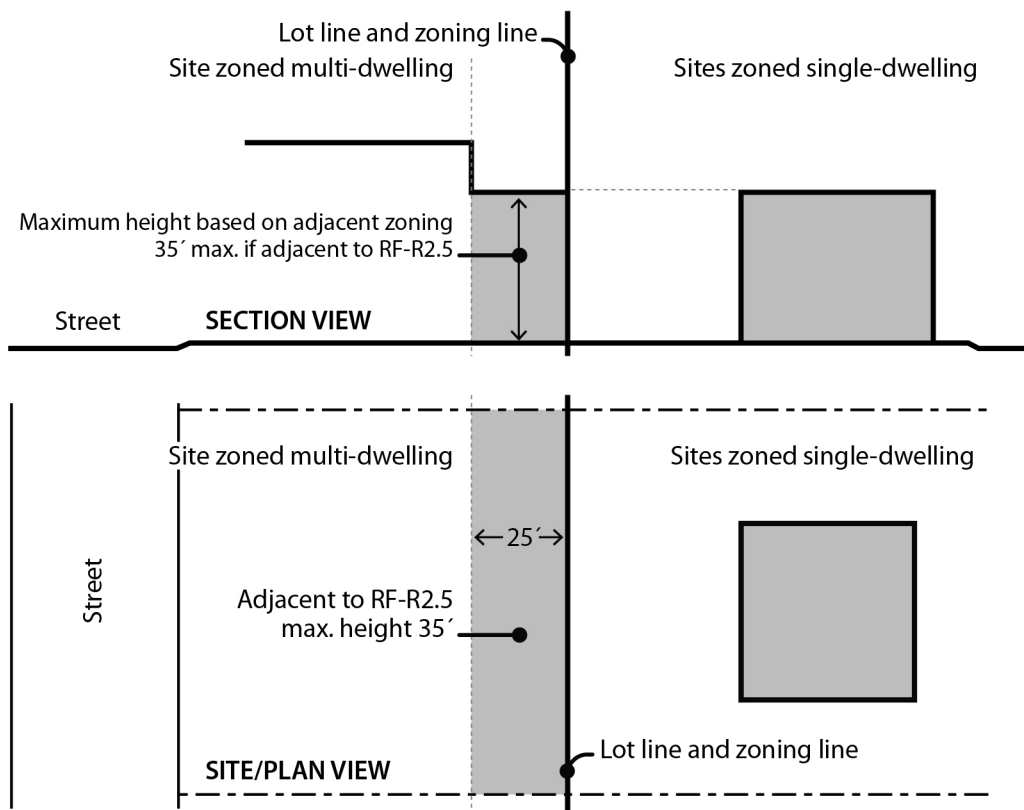 Lot line and zoning line
Site zoned multi-dwelling
Sites zoned single-dwelling
Maximum height based on adjacent zoning
35´ max. if adjacent to RF-R2.5
Street
SECTION VIEW
Site zoned multi-dwelling
Sites zoned single-dwelling
25´
Street
Adjacent to RF-R2.5
max. height 35´
Lot line and zoning line
SITE/PLAN VIEW